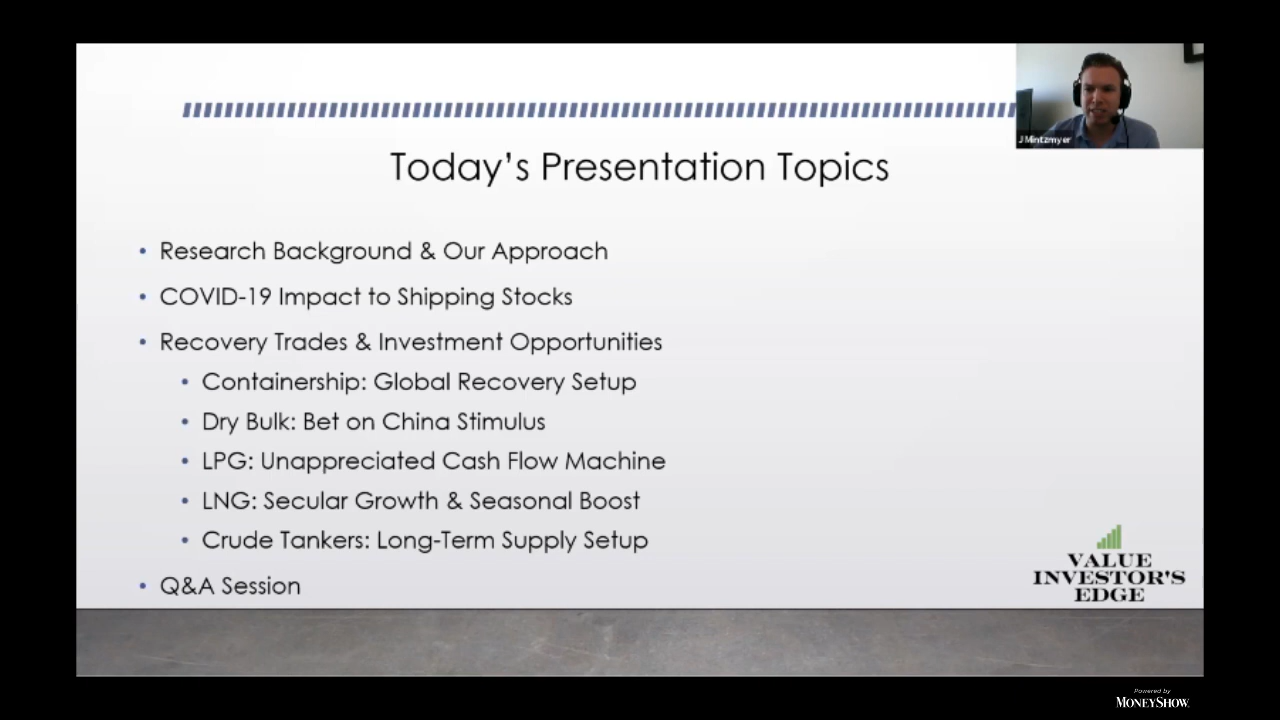 J Mintzmyer
Today's Presentation Topics
• Research Background & Our Approach
• COVID-19 Impact to Shipping Stocks
• Recovery Trades & Investment Opportunities
• Containership: Global Recovery Setup
• Dry Bulk: Bet on China Stimulus
• LPG: Unappreciated Cash Flow Machine
• LNG: Secular Growth & Seasonal Boost
• Crude Tankers: Long-Term Supply Setup
• Q&A Session
VALUE
INVESTOR'S
EDGE
Powered by
MONEYSHOW